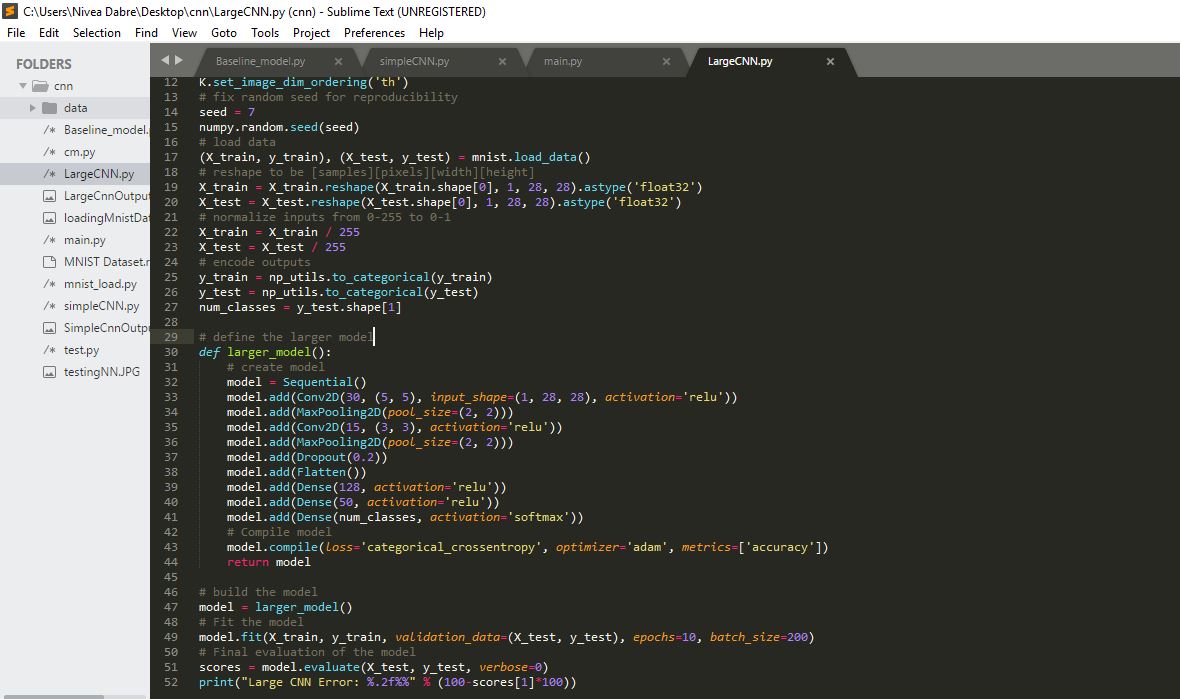 C:\Users\Nivea Dabre\Desktop\cnn\LargeCNN.py (cnn) - Sublime Text (UNREGISTERED)
File Edit Selection Find View Goto Tools Project Preferences Help
FOLDERS
cnn
data
/* Baseline_model.
/* cm.py
/* LargeCNN.py
LargeCnnOutput
loadingMnistDat
/* main.py
MNIST Dataset.r
/* mnist_load.py
/* simpleCNN.py
SimpleCnnOutpu
/* test.py
testingNN.JPG
Baseline_model.py simpleCNN.py main.py LargeCNN.py
12 K.set_image_dim_ordering('th')
13 # fix random seed for reproducibility
14 seed = 7
15 numpy.random.seed(seed)
16 # load data
17 (X_train, y_train), (X_test, y_test) = mnist.load_data()
18 # reshape to be [samples][pixels][width][height]
19 X_train = X_train.reshape(X_train.shape[0], 1, 28, 28).astype('float32')
20 X_test = X_test.reshape(X_test.shape[0], 1, 28, 28).astype('float32')
21 # normalize inputs from 0-255 to 0-1
22 X_train = X_train / 255
23 X_test = X_test / 255
24 # encode outputs
25 y_train = np_utils.to_categorical(y_train)
26 y_test = np_utils.to_categorical(y_test)
27 num_classes = y_test.shape[1]
28
29 # define the larger model
30 def larger_model():
31     # create model
32     model = Sequential()
33     model.add(Conv2D(30, (5, 5), input_shape=(1, 28, 28), activation='relu'))
34     model.add(MaxPooling2D(pool_size=(2, 2)))
35     model.add(Conv2D(15, (3, 3), activation='relu'))
36     model.add(MaxPooling2D(pool_size=(2, 2)))
37     model.add(Dropout(0.2))
38     model.add(Flatten())
39     model.add(Dense(128, activation='relu'))
40     model.add(Dense(50, activation='relu'))
41     model.add(Dense(num_classes, activation='softmax'))
42     # Compile model
43     model.compile(loss='categorical_crossentropy', optimizer='adam', metrics=['accuracy'])
44     return model
45
46 # build the model
47 model = larger_model()
48 # Fit the model
49 model.fit(X_train, y_train, validation_data=(X_test, y_test), epochs=10, batch_size=200)
50 # Final evaluation of the model
51 scores = model.evaluate(X_test, y_test, verbose=0)
52 print("Large CNN Error: %.2f%%" % (100-scores[1]*100))